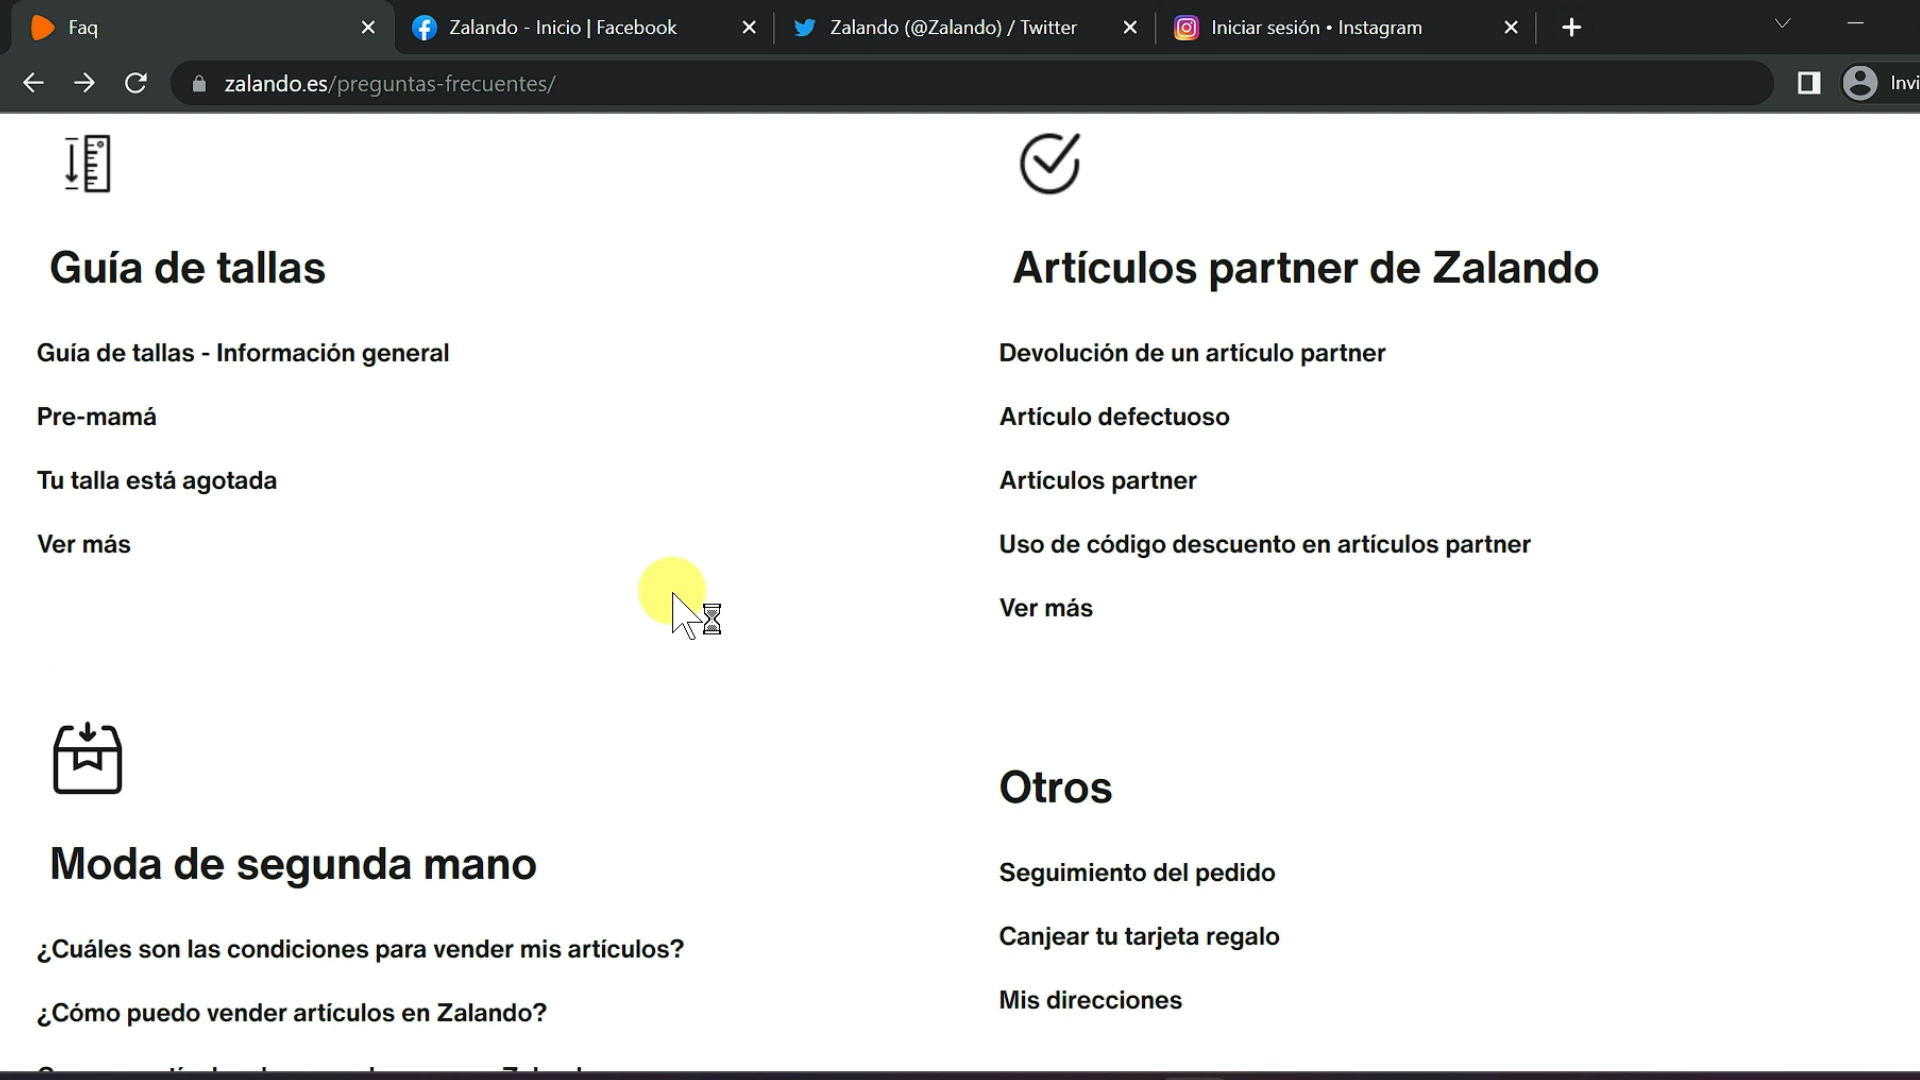 Faq
Zalando - Inicio | Facebook
Zalando (@Zalando) / Twitter
Iniciar sesión • Instagram
zalando.es/preguntas-frecuentes/
Guía de tallas
Guía de tallas - Información general
Pre-mamá
Tu talla está agotada
Ver más
Artículos partner de Zalando
Devolución de un artículo partner
Artículo defectuoso
Artículos partner
Uso de código descuento en artículos partner
Ver más
Moda de segunda mano
¿Cuáles son las condiciones para vender mis artículos?
¿Cómo puedo vender artículos en Zalando?
Otros
Seguimiento del pedido
Canjear tu tarjeta regalo
Mis direcciones